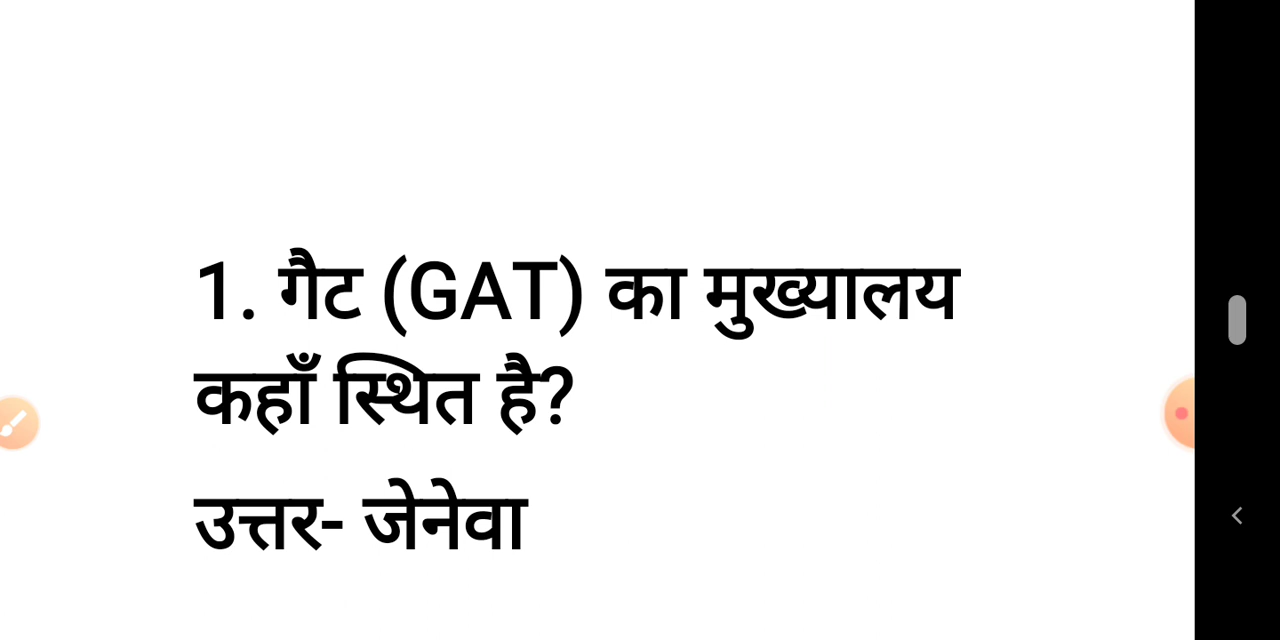 1. गैट (GAT) का मुख्यालय
कहाँ स्थित है?
उत्तर- जेनेवा